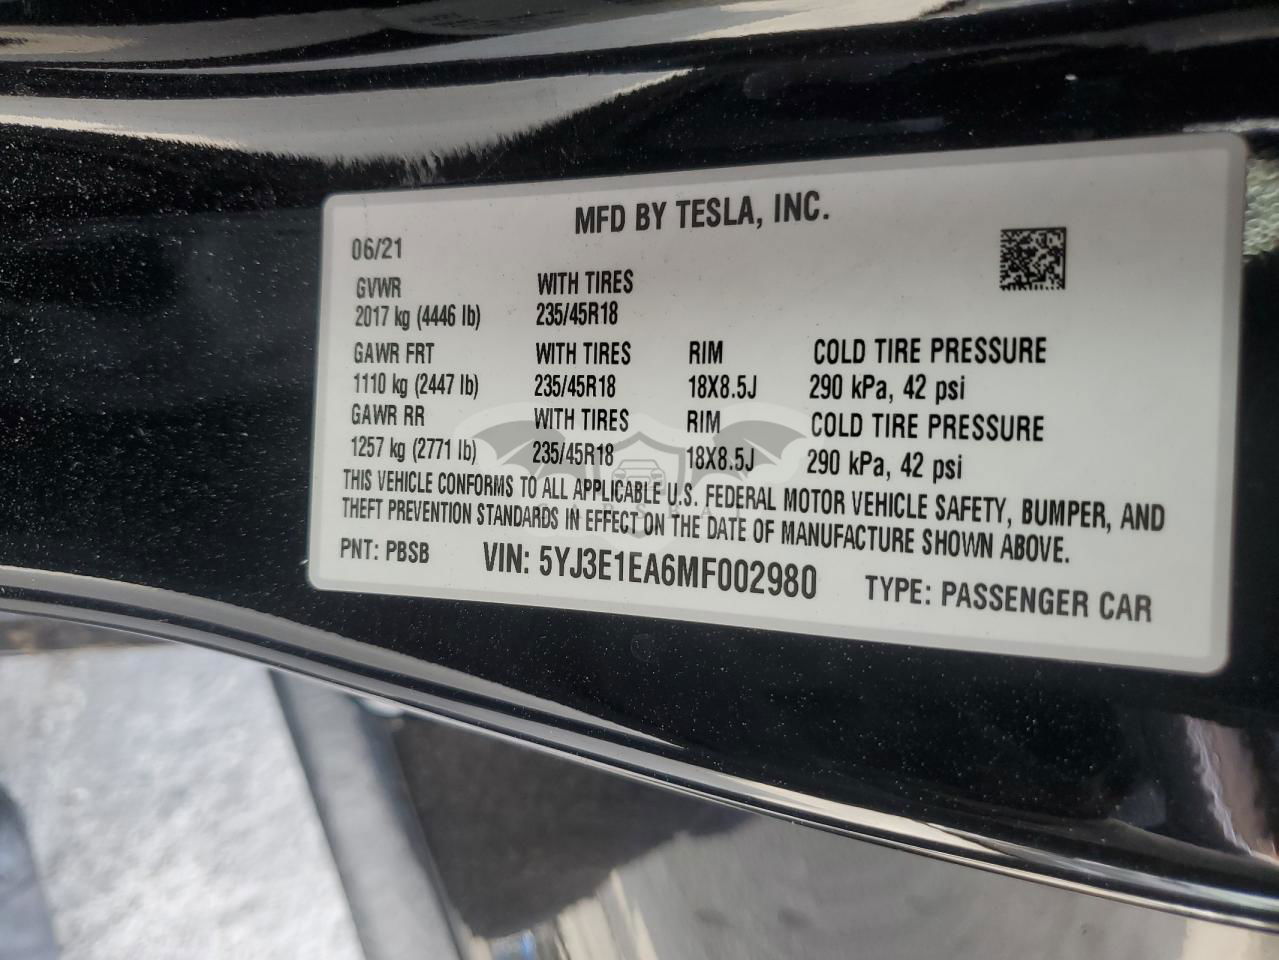 MFD BY TESLA, INC.
06/21
GVWR WITH TIRES
2017 kg (4446 lb) 235/45R18
GAWR FRT WITH TIRES RIM COLD TIRE PRESSURE
1110 kg (2447 lb) 235/45R18 18X8.5J 290 kPa, 42 psi
GAWR RR WITH TIRES RIM COLD TIRE PRESSURE
1257 kg (2771 lb) 235/45R18 18X8.5J 290 kPa, 42 psi
THIS VEHICLE CONFORMS TO ALL APPLICABLE U.S. FEDERAL MOTOR VEHICLE SAFETY, BUMPER, AND
THEFT PREVENTION STANDARDS IN EFFECT ON THE DATE OF MANUFACTURE SHOWN ABOVE.
PNT: PBSB VIN: 5YJ3E1EA6MF002980 TYPE: PASSENGER CAR